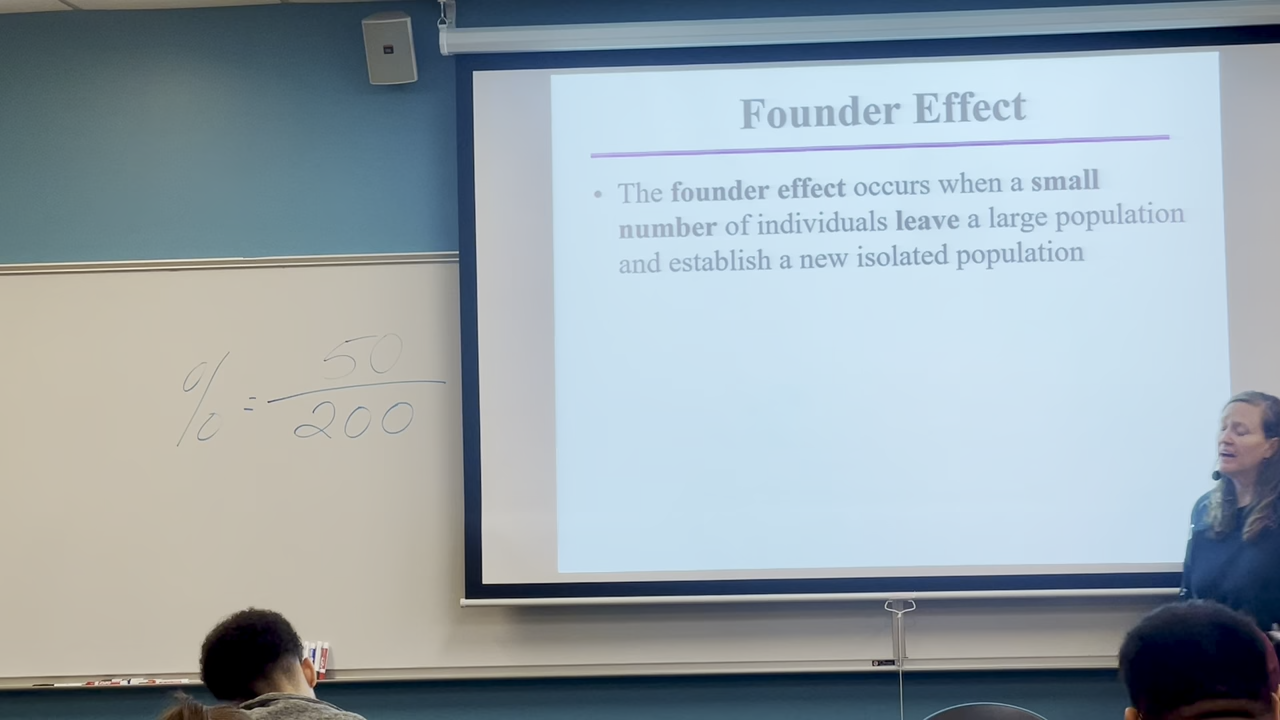 Founder Effect
• The founder effect occurs when a small
number of individuals leave a large population
and establish a new isolated population
% = 50
200